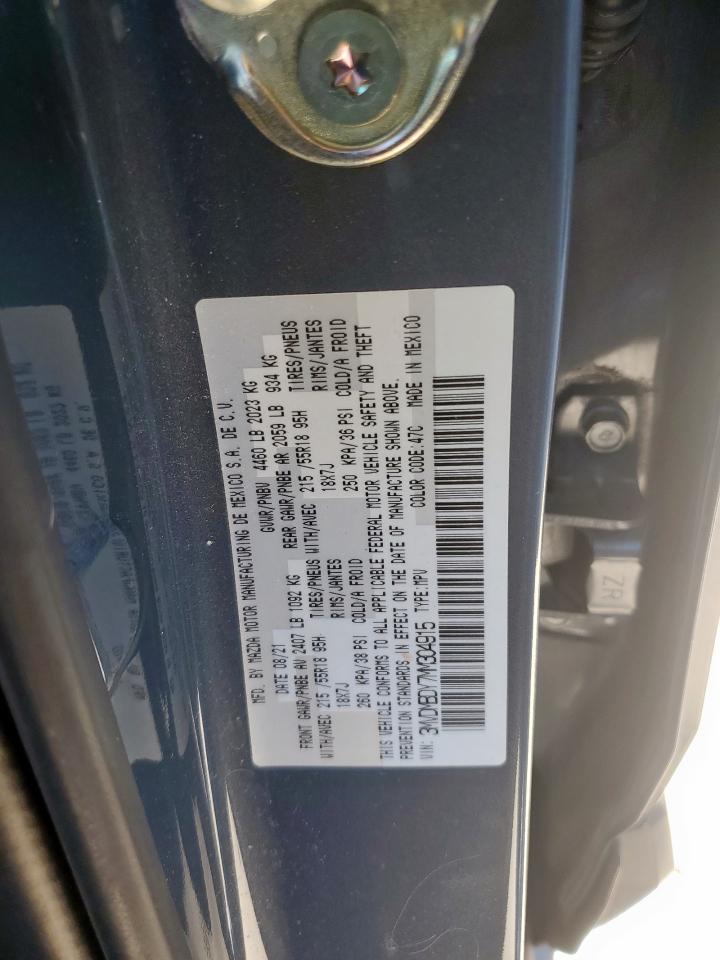 MFD. BY MAZDA MOTOR MANUFACTURING DE MEXICO S.A. DE C.V.
DATE 08/21 GVWR/PNBV 4460 LB 2023 KG
FRONT GAWR/PNBE AV 2407 LB 1092 KG REAR GAWR/PNBE AR 2059 LB 934 KG
WITH/AVEC 215 /55R18 95H TIRES/PNEUS WITH/AVEC 215 /55R18 95H TIRES/PNEUS
18X7J RIMS/JANTES 18X7J RIMS/JANTES
260 KPA/38 PSI COLD/A FROID 250 KPA/36 PSI COLD/A FROID
THIS VEHICLE CONFORMS TO ALL APPLICABLE FEDERAL MOTOR VEHICLE SAFETY AND THEFT
PREVENTION STANDARDS IN EFFECT ON THE DATE OF MANUFACTURE SHOWN ABOVE.
VIN: 3MVDMBDY7MM304915 TYPE:MPV COLOR CODE:47C MADE IN MEXICO
ZR